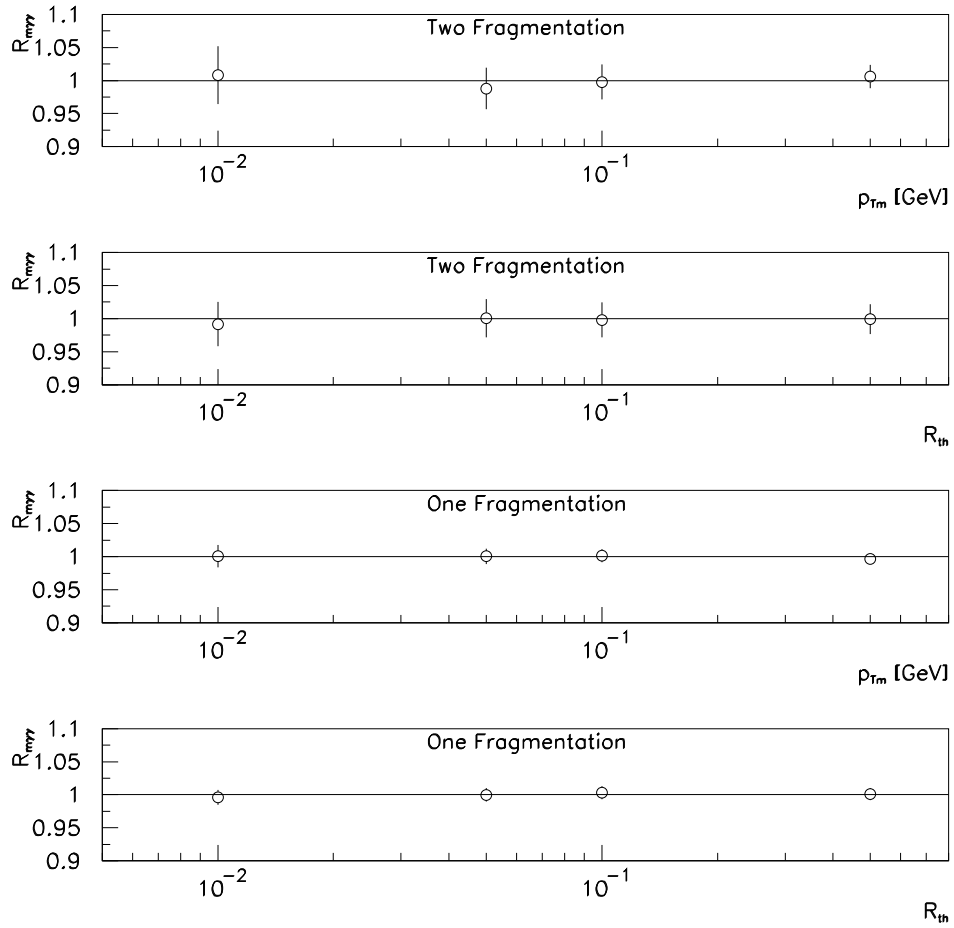 R_mγγ
1.1
Two Fragmentation
1.05
1
0.95
0.9
10^-2 10^-1
p_Tm [GeV]
R_mγγ
1.1
Two Fragmentation
1.05
1
0.95
0.9
10^-2 10^-1
R_th
R_mγγ
1.1
One Fragmentation
1.05
1
0.95
0.9
10^-2 10^-1
p_Tm [GeV]
R_mγγ
1.1
One Fragmentation
1.05
1
0.95
0.9
10^-2 10^-1
R_th